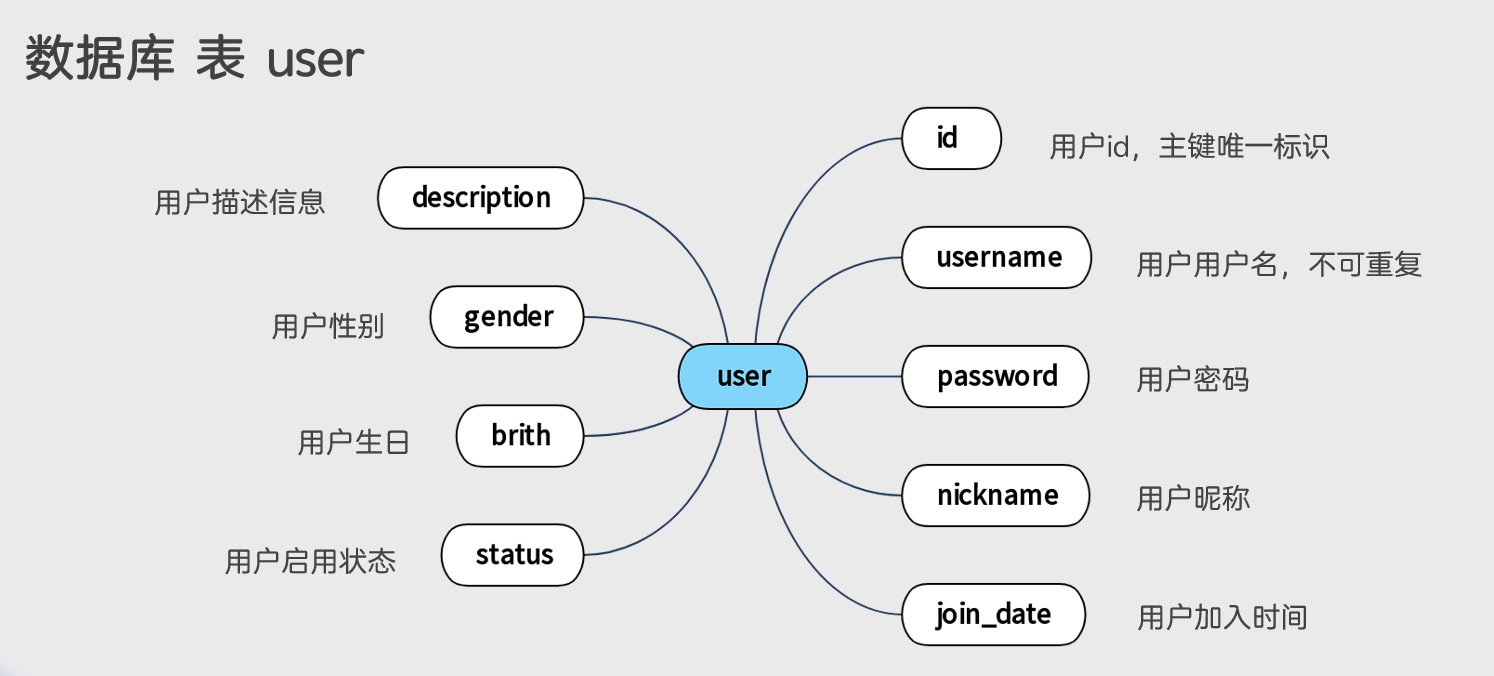 数据库 表 user
id
用户id，主键唯一标识
description
用户描述信息
username
用户用户名，不可重复
gender
用户性别
user
password
用户密码
brith
用户生日
nickname
用户昵称
status
用户启用状态
join_date
用户加入时间